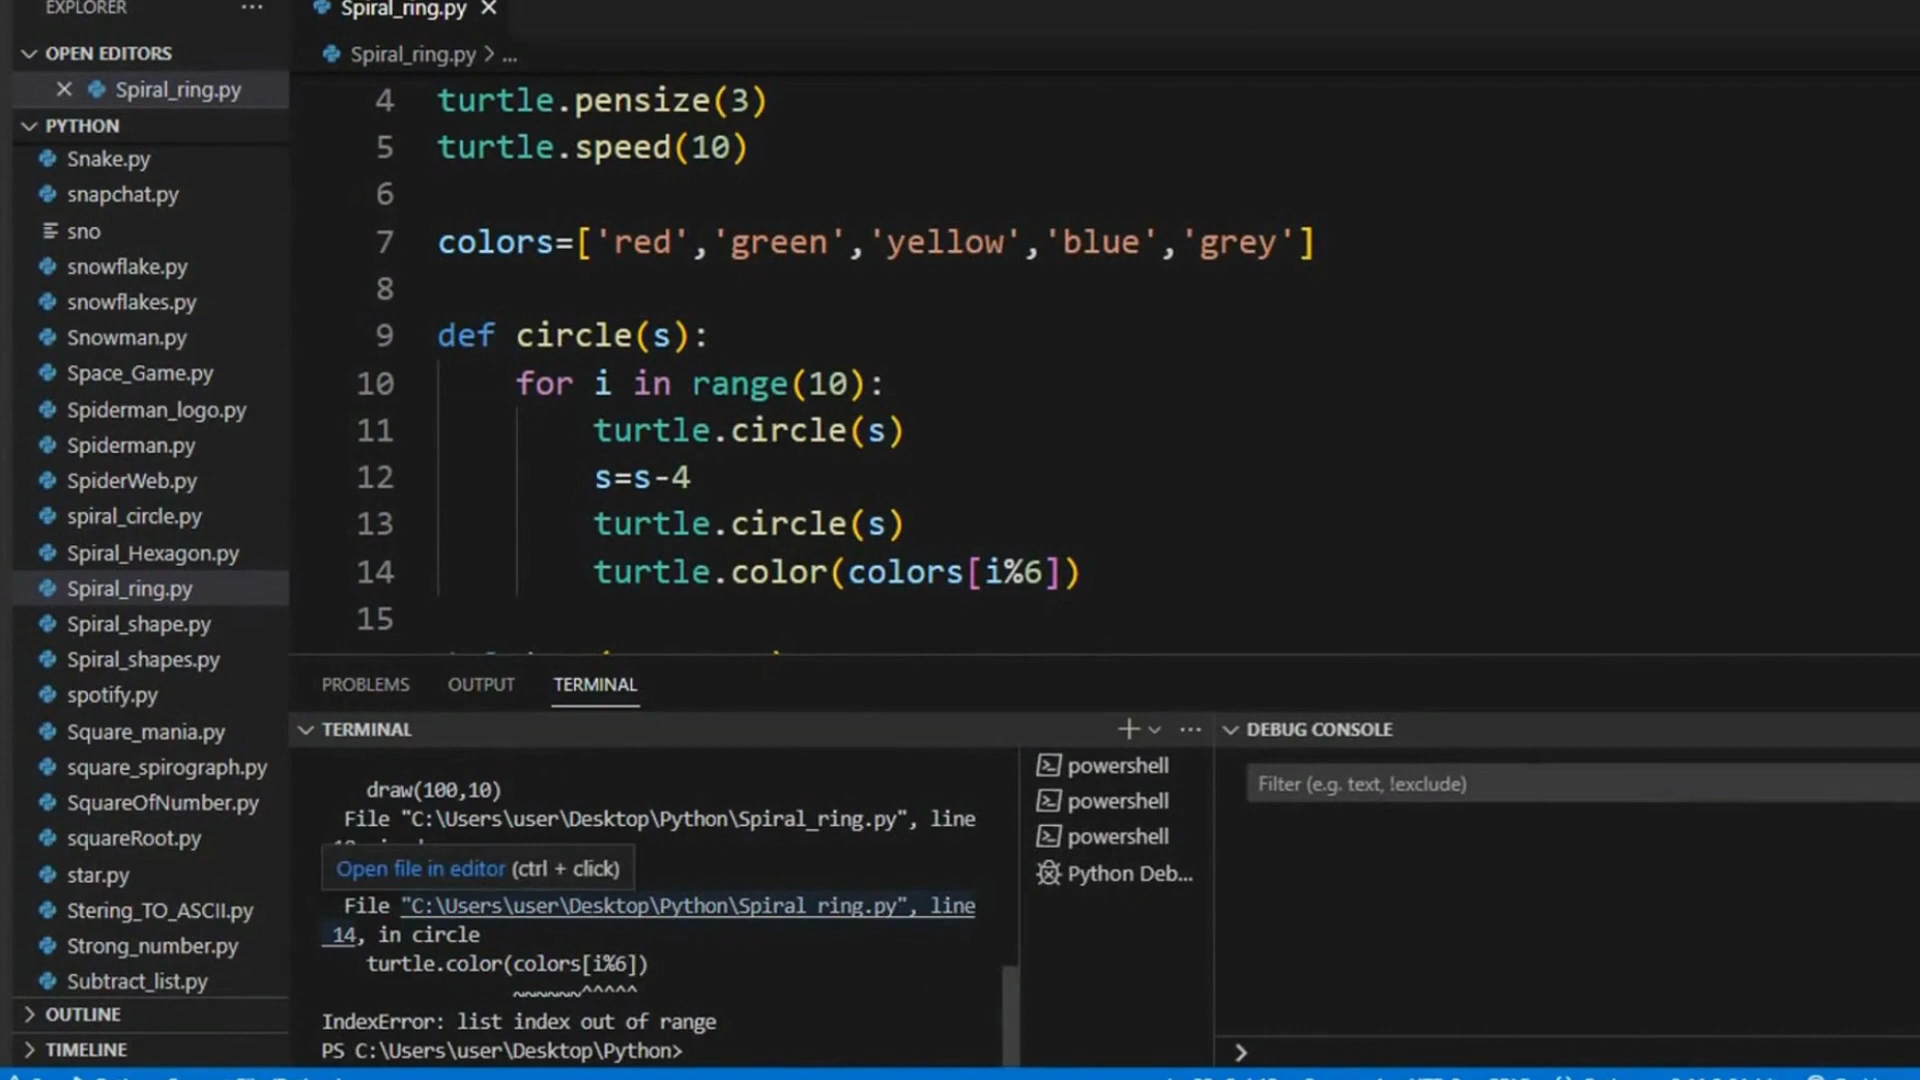 EXPLORER
OPEN EDITORS
Spiral_ring.py
PYTHON
Snake.py
snapchat.py
sno
snowflake.py
snowflakes.py
Snowman.py
Space_Game.py
Spiderman_logo.py
Spiderman.py
SpiderWeb.py
spiral_circle.py
Spiral_Hexagon.py
Spiral_ring.py
Spiral_shape.py
Spiral_shapes.py
spotify.py
Square_mania.py
square_spirograph.py
SquareOfNumber.py
squareRoot.py
star.py
Stering_TO_ASCII.py
Strong_number.py
Subtract_list.py
OUTLINE
TIMELINE
Spiral_ring.py
Spiral_ring.py > ...
4 turtle.pensize(3)
5 turtle.speed(10)
6
7 colors=['red','green','yellow','blue','grey']
8
9 def circle(s):
10 for i in range(10):
11 turtle.circle(s)
12 s=s-4
13 turtle.circle(s)
14 turtle.color(colors[i%6])
15
PROBLEMS OUTPUT TERMINAL
TERMINAL
draw(100,10)
File "C:\Users\user\Desktop\Python\Spiral_ring.py", line
Open file in editor (ctrl + click)
File "C:\Users\user\Desktop\Python\Spiral_ring.py", line
14, in circle
turtle.color(colors[i%6])
~~~~~~^^^^^
IndexError: list index out of range
PS C:\Users\user\Desktop\Python>
powershell
powershell
powershell
Python Deb...
DEBUG CONSOLE
Filter (e.g. text, !exclude)
>